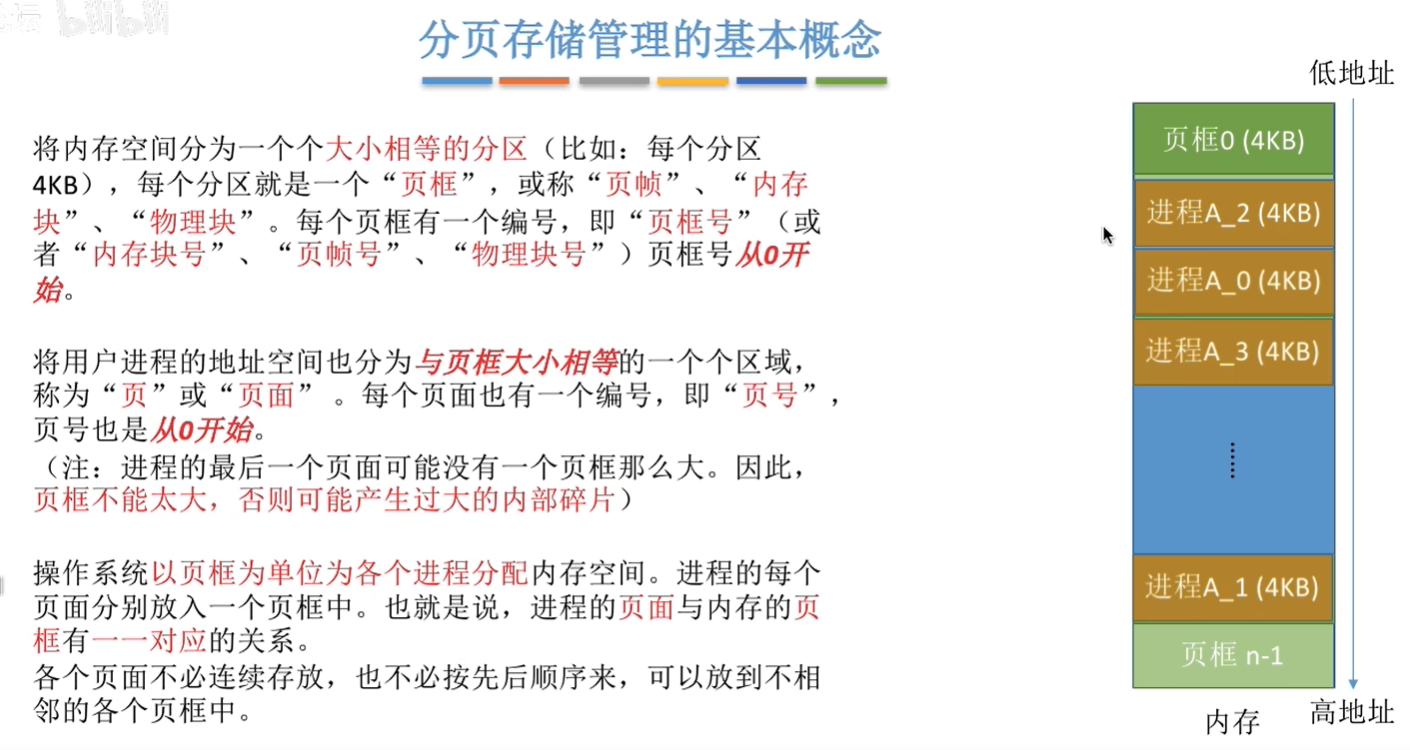 bilibili
分页存储管理的基本概念
将内存空间分为一个个大小相等的分区（比如：每个分区
4KB），每个分区就是一个“页框”，或称“页帧”、“内存
块”、“物理块”。每个页框有一个编号，即“页框号”（或
者“内存块号”、“页帧号”、“物理块号”）页框号从0开
始。
将用户进程的地址空间也分为与页框大小相等的一个个区域，
称为“页”或“页面” 。每个页面也有一个编号，即“页号”，
页号也是从0开始。
（注：进程的最后一个页面可能没有一个页框那么大。因此，
页框不能太大，否则可能产生过大的内部碎片）
操作系统以页框为单位为各个进程分配内存空间。进程的每个
页面分别放入一个页框中。也就是说，进程的页面与内存的页
框有一一对应的关系。
各个页面不必连续存放，也不必按先后顺序来，可以放到不相
邻的各个页框中。
低地址
页框0 (4KB)
进程A_2 (4KB)
进程A_0 (4KB)
进程A_3 (4KB)
......
进程A_1 (4KB)
页框 n-1
内存
高地址